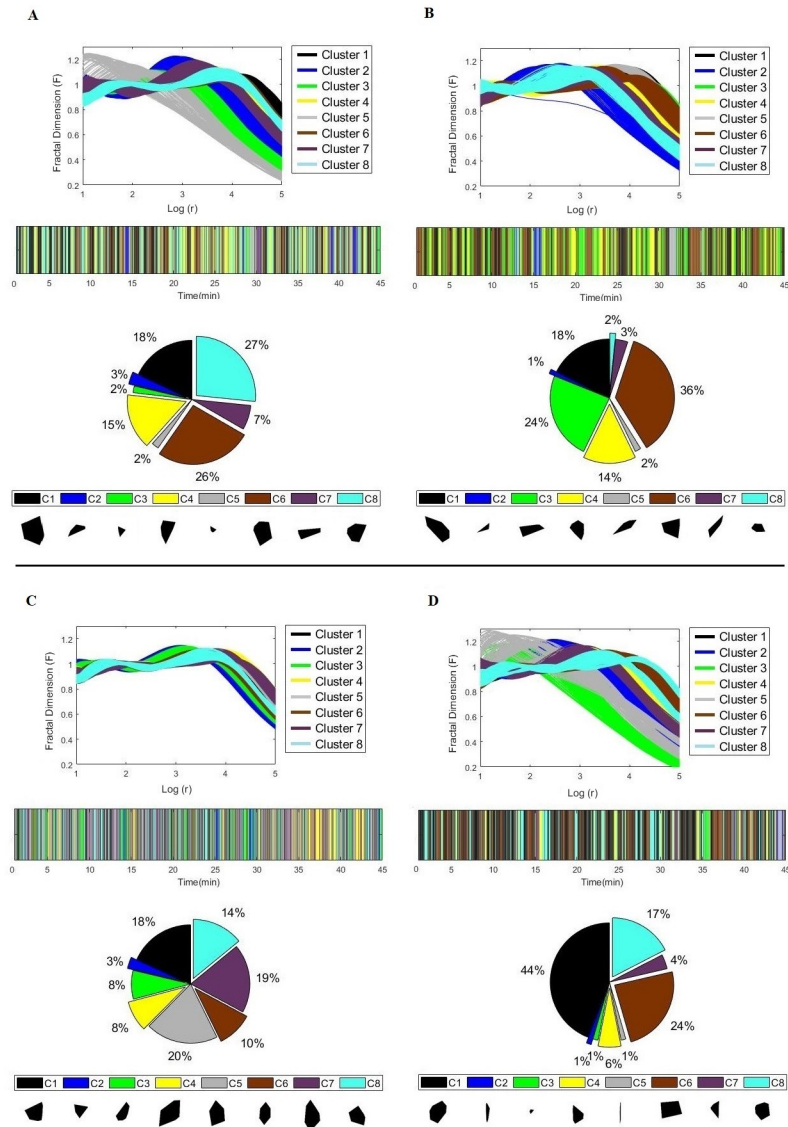 A
Fractal Dimension (F)
1.2
1
0.8
0.6
0.4
0.2
1 2 3 4 5
Log (r)
Cluster 1
Cluster 2
Cluster 3
Cluster 4
Cluster 5
Cluster 6
Cluster 7
Cluster 8
0 5 10 15 20 25 30 35 40 45
Time(min)
18%
27%
3%
2%
7%
15%
2%
26%
C1 C2 C3 C4 C5 C6 C7 C8
B
Fractal Dimension (F)
1.2
1
0.8
0.6
0.4
0.2
1 2 3 4 5
Log (r)
Cluster 1
Cluster 2
Cluster 3
Cluster 4
Cluster 5
Cluster 6
Cluster 7
Cluster 8
0 5 10 15 20 25 30 35 40 45
Time(min)
2%
3%
18%
1%
36%
24%
2%
14%
C1 C2 C3 C4 C5 C6 C7 C8
C
Fractal Dimension (F)
1.2
1
0.8
0.6
0.4
0.2
1 2 3 4 5
Log (r)
Cluster 1
Cluster 2
Cluster 3
Cluster 4
Cluster 5
Cluster 6
Cluster 7
Cluster 8
0 5 10 15 20 25 30 35 40 45
Time(min)
14%
18%
3%
19%
8%
8%
10%
20%
C1 C2 C3 C4 C5 C6 C7 C8
D
Fractal Dimension (F)
1.2
1
0.8
0.6
0.4
0.2
1 2 3 4 5
Log (r)
Cluster 1
Cluster 2
Cluster 3
Cluster 4
Cluster 5
Cluster 6
Cluster 7
Cluster 8
0 5 10 15 20 25 30 35 40 45
Time(min)
17%
4%
44%
24%
1% 1% 6% 1%
C1 C2 C3 C4 C5 C6 C7 C8